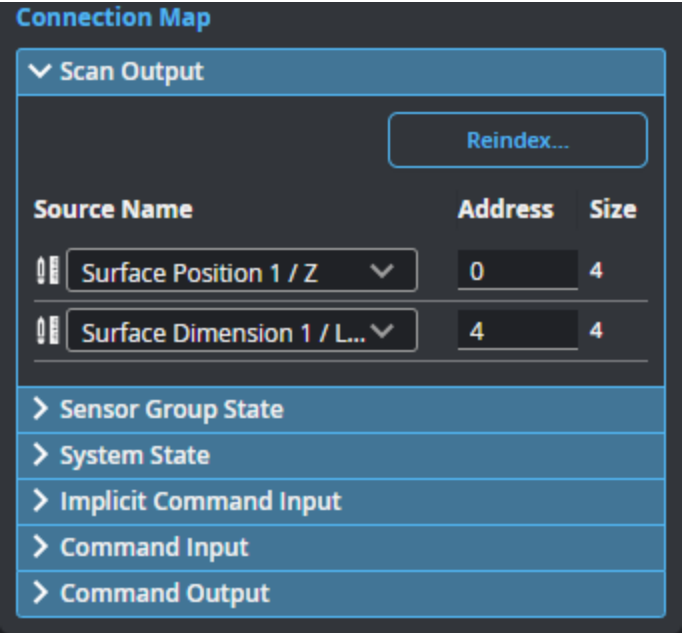 Connection Map
Scan Output
Reindex...
Source Name Address Size
Surface Position 1 / Z 0 4
Surface Dimension 1 / L... 4 4
Sensor Group State
System State
Implicit Command Input
Command Input
Command Output